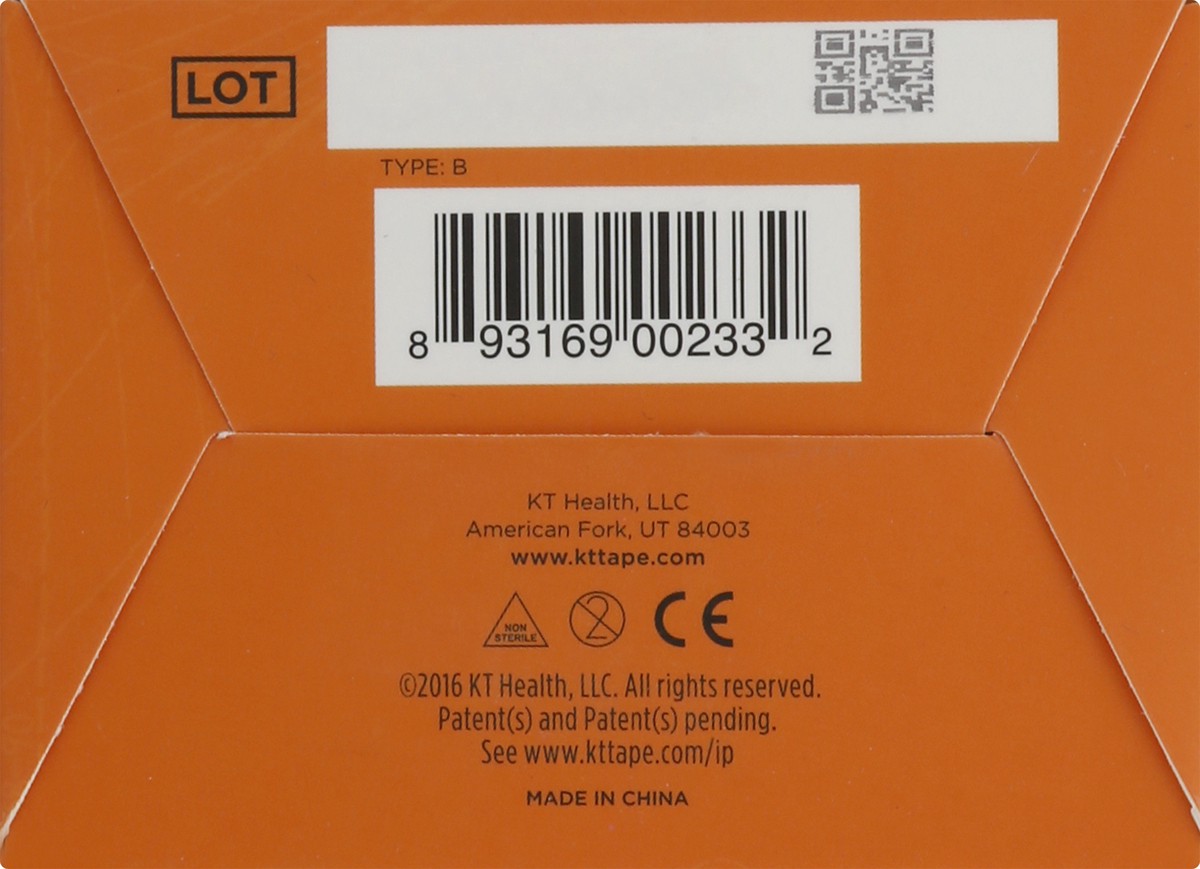 LOT
TYPE: B
8 93169 00233 2
KT Health, LLC
American Fork, UT 84003
www.kttape.com
NON
STERILE
2
CE
©2016 KT Health, LLC. All rights reserved.
Patent(s) and Patent(s) pending.
See www.kttape.com/ip
MADE IN CHINA